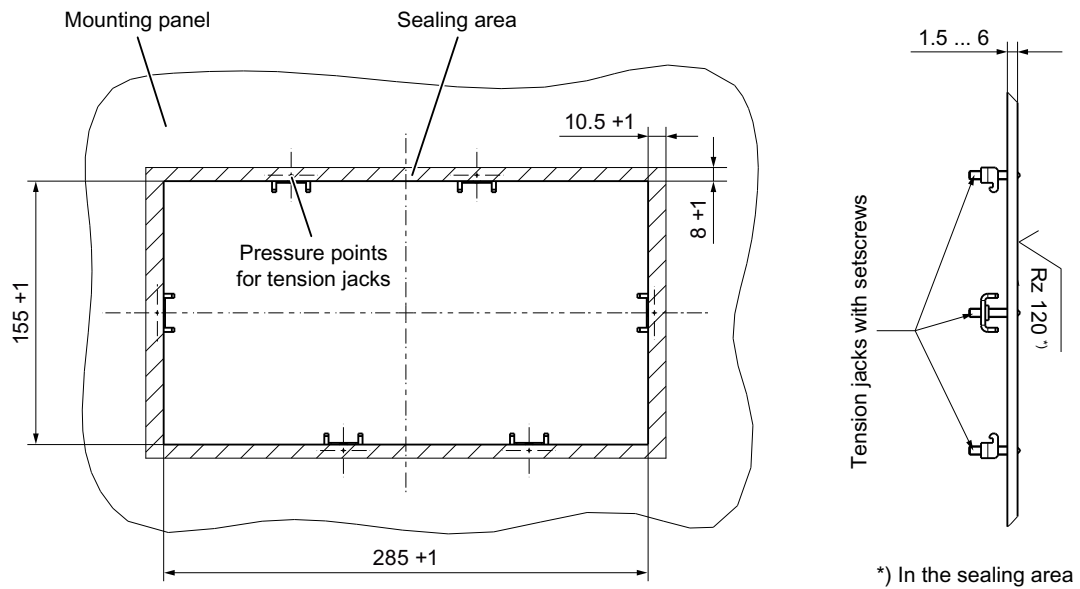 Mounting panel
Sealing area
1.5 ... 6
10.5 +1
8 +1
Pressure points
for tension jacks
155 +1
Tension jacks with setscrews
Rz 120 *)
285 +1
*) In the sealing area